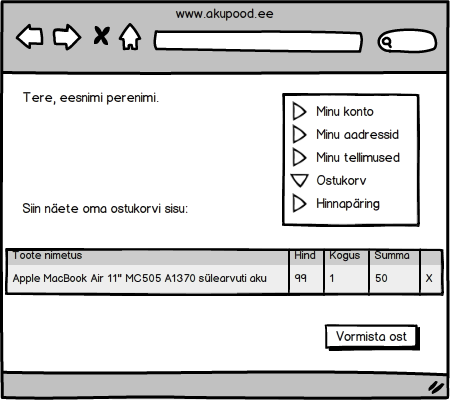 www.akupood.ee
Tere, eesnimi perenimi.
Minu konto
Minu aadressid
Minu tellimused
Ostukorv
Hinnapäring
Siin näete oma ostukorvi sisu:
Toote nimetus Hind Kogus Summa
Apple MacBook Air 11" MC505 A1370 sülearvuti aku 99 1 50 X
Vormista ost